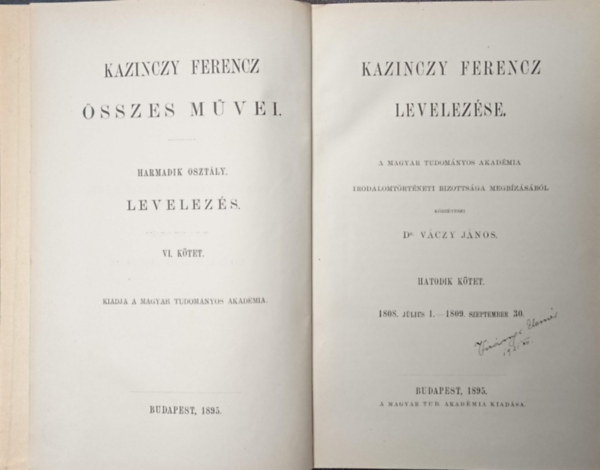 KAZINCZY FERENCZ
ÖSSZES MŰVEI.
HARMADIK OSZTÁLY.
LEVELEZÉS.
VI. KÖTET.
KIADJA A MAGYAR TUDOMÁNYOS AKADÉMIA.
BUDAPEST, 1895.
KAZINCZY FERENCZ
LEVELEZÉSE.
A MAGYAR TUDOMÁNYOS AKADÉMIA
IRODALOMTÖRTÉNETI BIZOTTSÁGA MEGBÍZÁSÁBÓL
KÖZZÉTESZI
Dr. VÁCZY JÁNOS.
HATODIK KÖTET.
1808. JÚLIUS 1. — 1809. SZEPTEMBER 30.
BUDAPEST, 1895.
A MAGYAR TUD. AKADÉMIA KIADÁSA.